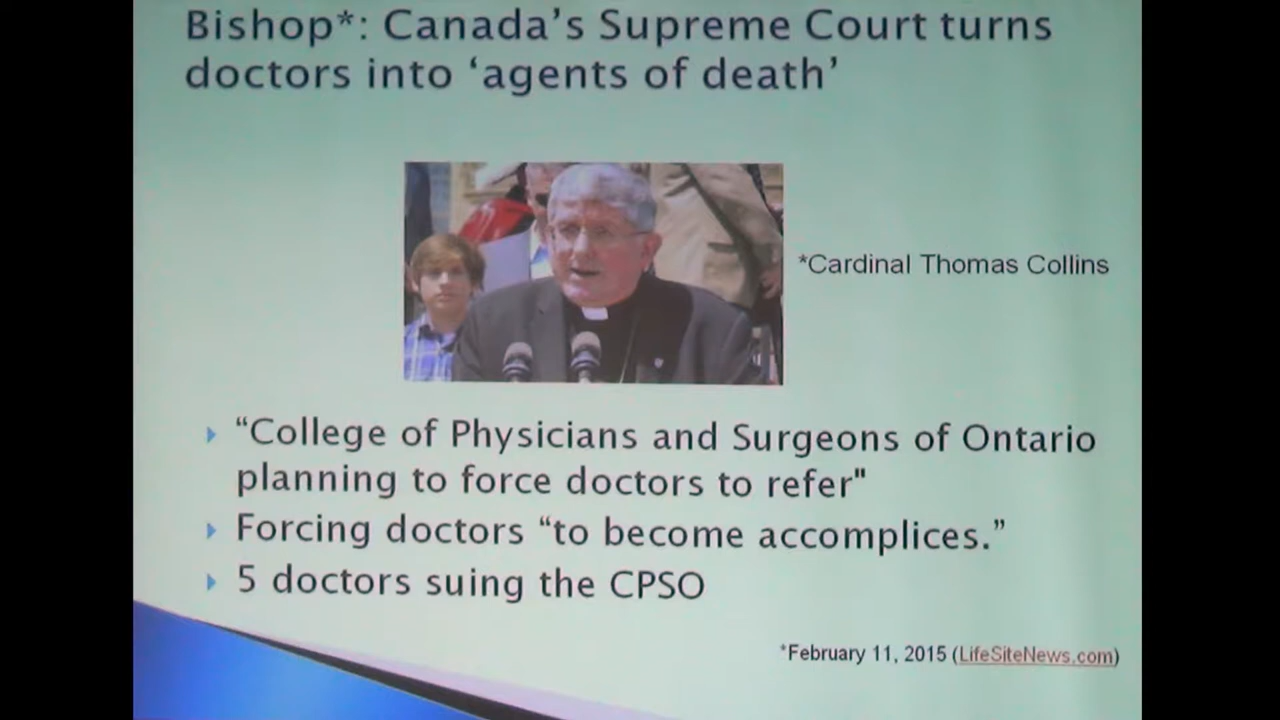 Bishop*: Canada’s Supreme Court turns
doctors into ‘agents of death’
*Cardinal Thomas Collins
“College of Physicians and Surgeons of Ontario
planning to force doctors to refer"
Forcing doctors “to become accomplices.”
5 doctors suing the CPSO
*February 11, 2015 (LifeSiteNews.com)